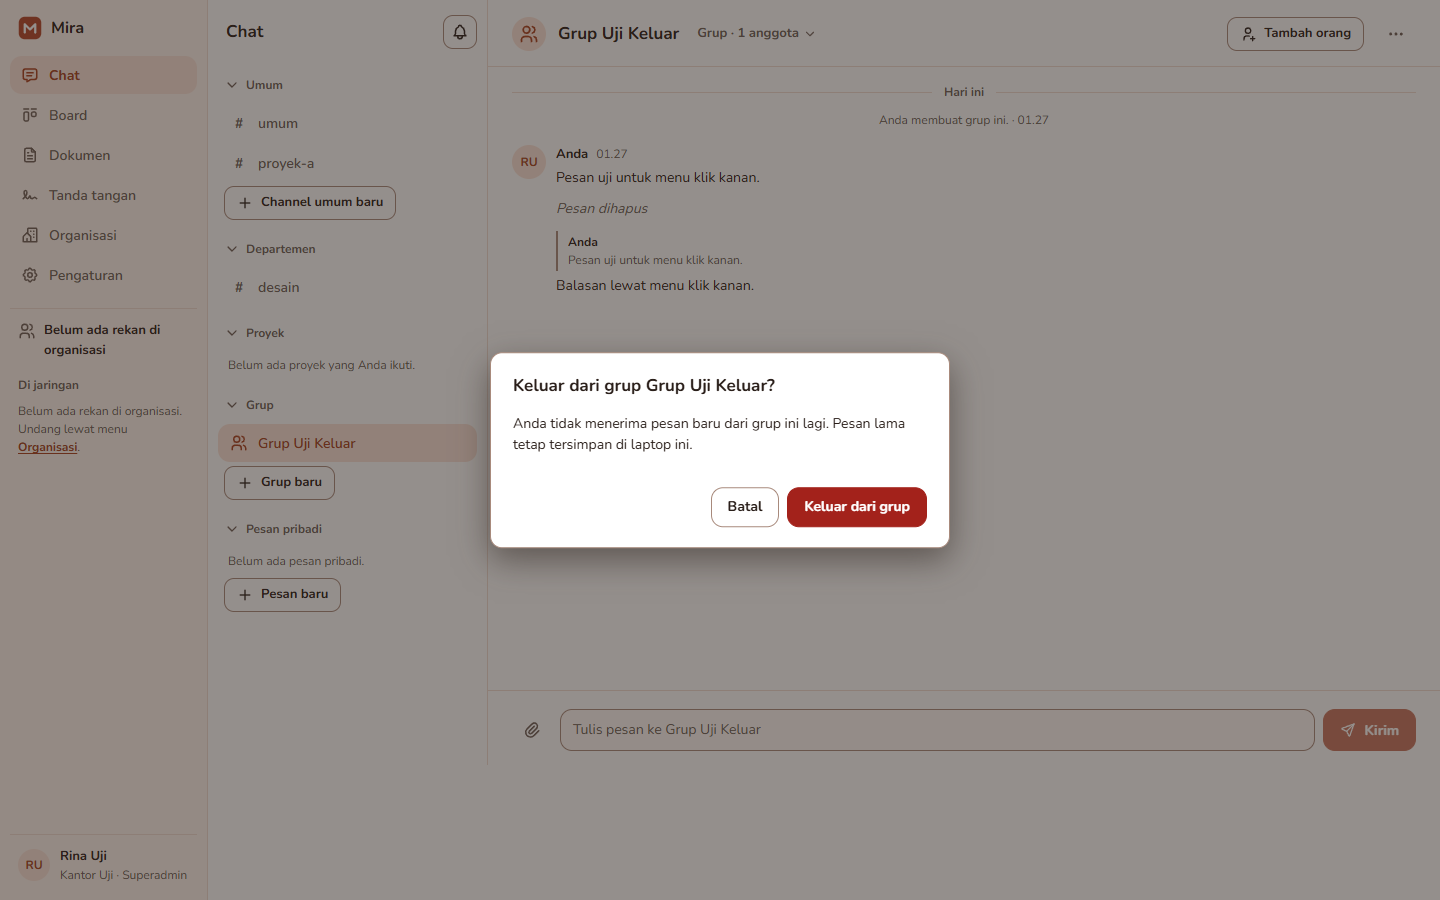 Mira
Chat
Board
Dokumen
Tanda tangan
Organisasi
Pengaturan
Belum ada rekan di
organisasi
Di jaringan
Belum ada rekan di organisasi.
Undang lewat menu
Organisasi.
RU
Rina Uji
Kantor Uji · Superadmin
Chat
Umum
# umum
# proyek-a
Channel umum baru
Departemen
# desain
Proyek
Belum ada proyek yang Anda ikuti.
Grup
Grup Uji Keluar
Grup baru
Pesan pribadi
Belum ada pesan pribadi.
Pesan baru
Grup Uji Keluar Grup · 1 anggota
Tambah orang
Hari ini
Anda membuat grup ini. · 01.27
RU
Anda 01.27
Pesan uji untuk menu klik kanan.
Pesan dihapus
Anda
Pesan uji untuk menu klik kanan.
Balasan lewat menu klik kanan.
Keluar dari grup Grup Uji Keluar?
Anda tidak menerima pesan baru dari grup ini lagi. Pesan lama
tetap tersimpan di laptop ini.
Batal
Keluar dari grup
Tulis pesan ke Grup Uji Keluar
Kirim